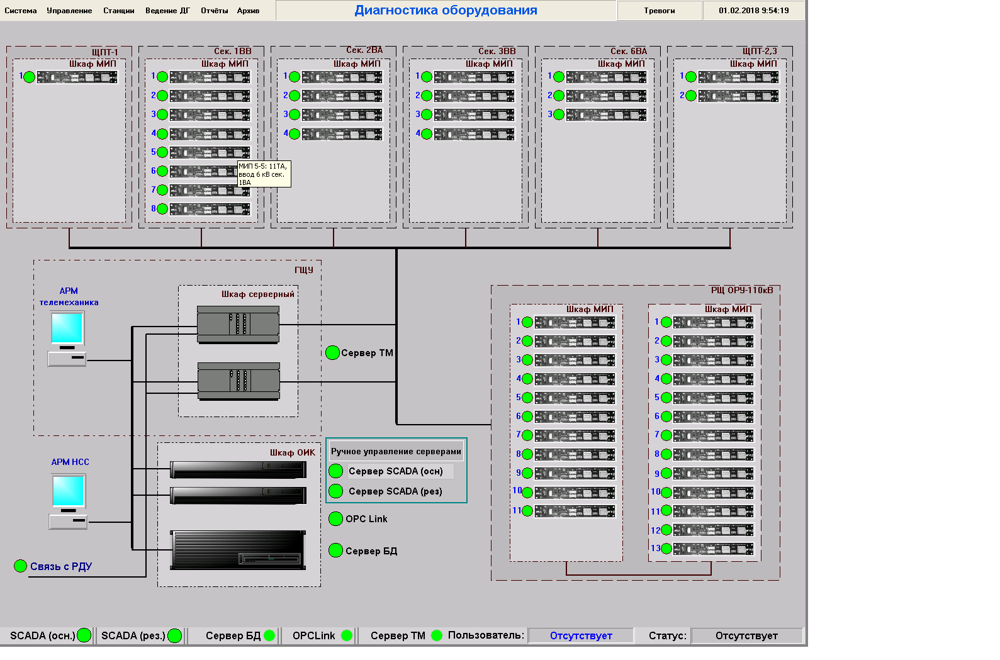 Система Управление Станции Ведение ДГ Отчёты Архив Диагностика оборудования Тревоги 01.02.2018 9:54:19
ЩПТ-1 Сек. 1ВВ Сек. 2ВА Сек. 3ВВ Сек. 6ВА ЩПТ-2,3
Шкаф МИП Шкаф МИП Шкаф МИП Шкаф МИП Шкаф МИП Шкаф МИП
1 1 1 1 1 1
2 2 2 2 2
3 3 3 3
4 4 4
5
МИП 5-5: 11ТА,
ввод 6 кВ сек.
1ВА
6
7
8
ГЩУ
АРМ
телемеханика
Шкаф серверный
Сервер ТМ
РЩ ОРУ-110кВ
Шкаф МИП Шкаф МИП
1 1
2 2
3 3
4 4
5 5
6 6
7 7
8 8
9 9
10 10
11 11
12
13
АРМ НСС
Шкаф ОИК
Ручное управление серверами
Сервер SCADA (осн)
Сервер SCADA (рез)
OPC Link
Сервер БД
Связь с РДУ
SCADA (осн.) SCADA (рез.) Сервер БД OPCLink Сервер ТМ Пользователь: Отсутствует Статус: Отсутствует